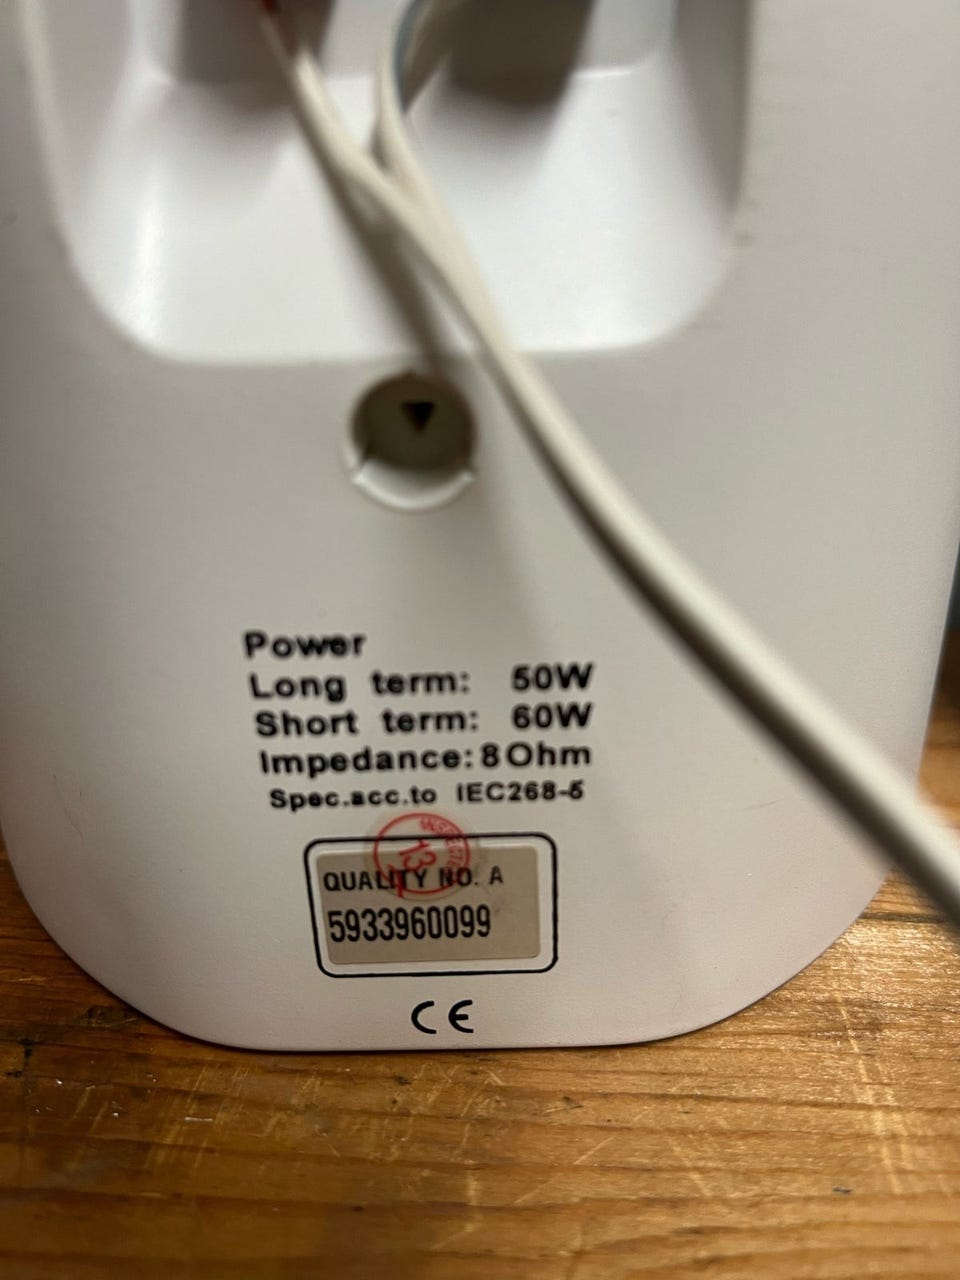 Power
Long term: 50W
Short term: 60W
Impedance: 8 Ohm
Spec.acc.to IEC268-5
13
QUALITY NO. A
5933960099
CE